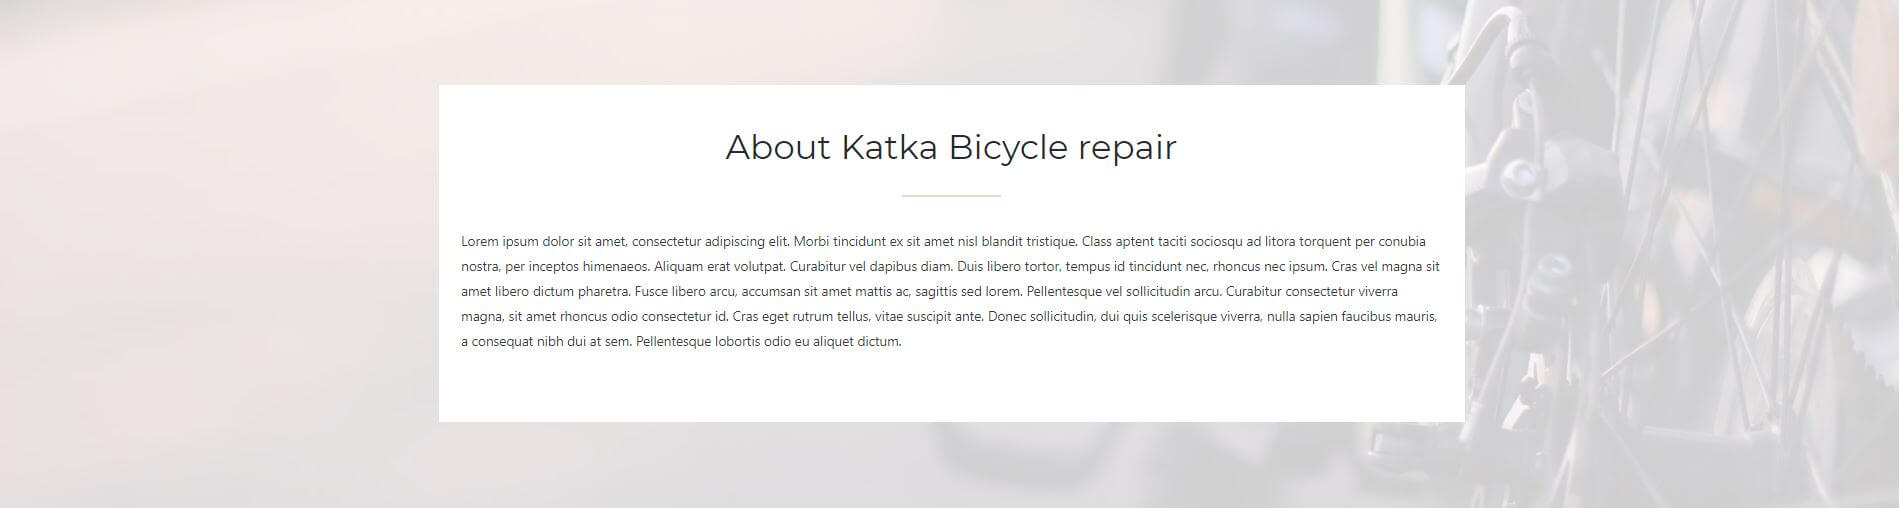 About Katka Bicycle repair
Lorem ipsum dolor sit amet, consectetur adipiscing elit. Morbi tincidunt ex sit amet nisl blandit tristique. Class aptent taciti sociosqu ad litora torquent per conubia
nostra, per inceptos himenaeos. Aliquam erat volutpat. Curabitur vel dapibus diam. Duis libero tortor, tempus id tincidunt nec, rhoncus nec ipsum. Cras vel magna sit
amet libero dictum pharetra. Fusce libero arcu, accumsan sit amet mattis ac, sagittis sed lorem. Pellentesque vel sollicitudin arcu. Curabitur consectetur viverra
magna, sit amet rhoncus odio consectetur id. Cras eget rutrum tellus, vitae suscipit ante. Donec sollicitudin, dui quis scelerisque viverra, nulla sapien faucibus mauris,
a consequat nibh dui at sem. Pellentesque lobortis odio eu aliquet dictum.